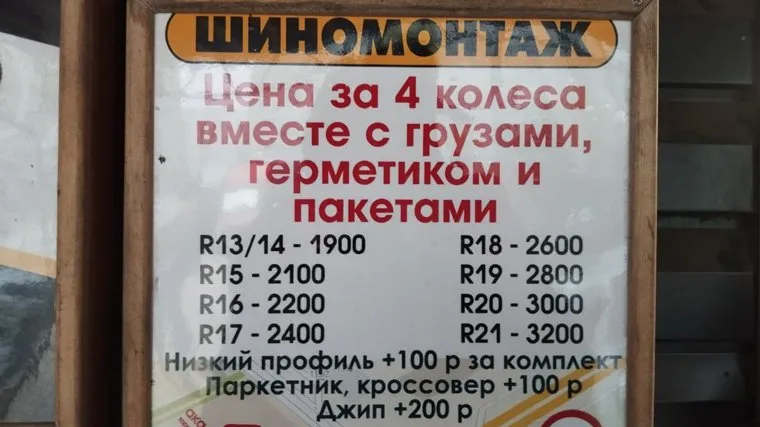 ШИНОМОНТАЖ
Цена за 4 колеса
вместе с грузами,
герметиком и
пакетами
R13/14 - 1900 R18 - 2600
R15 - 2100 R19 - 2800
R16 - 2200 R20 - 3000
R17 - 2400 R21 - 3200
Низкий профиль +100 р за комплект
Паркетник, кроссовер +100 р
Джип +200 р